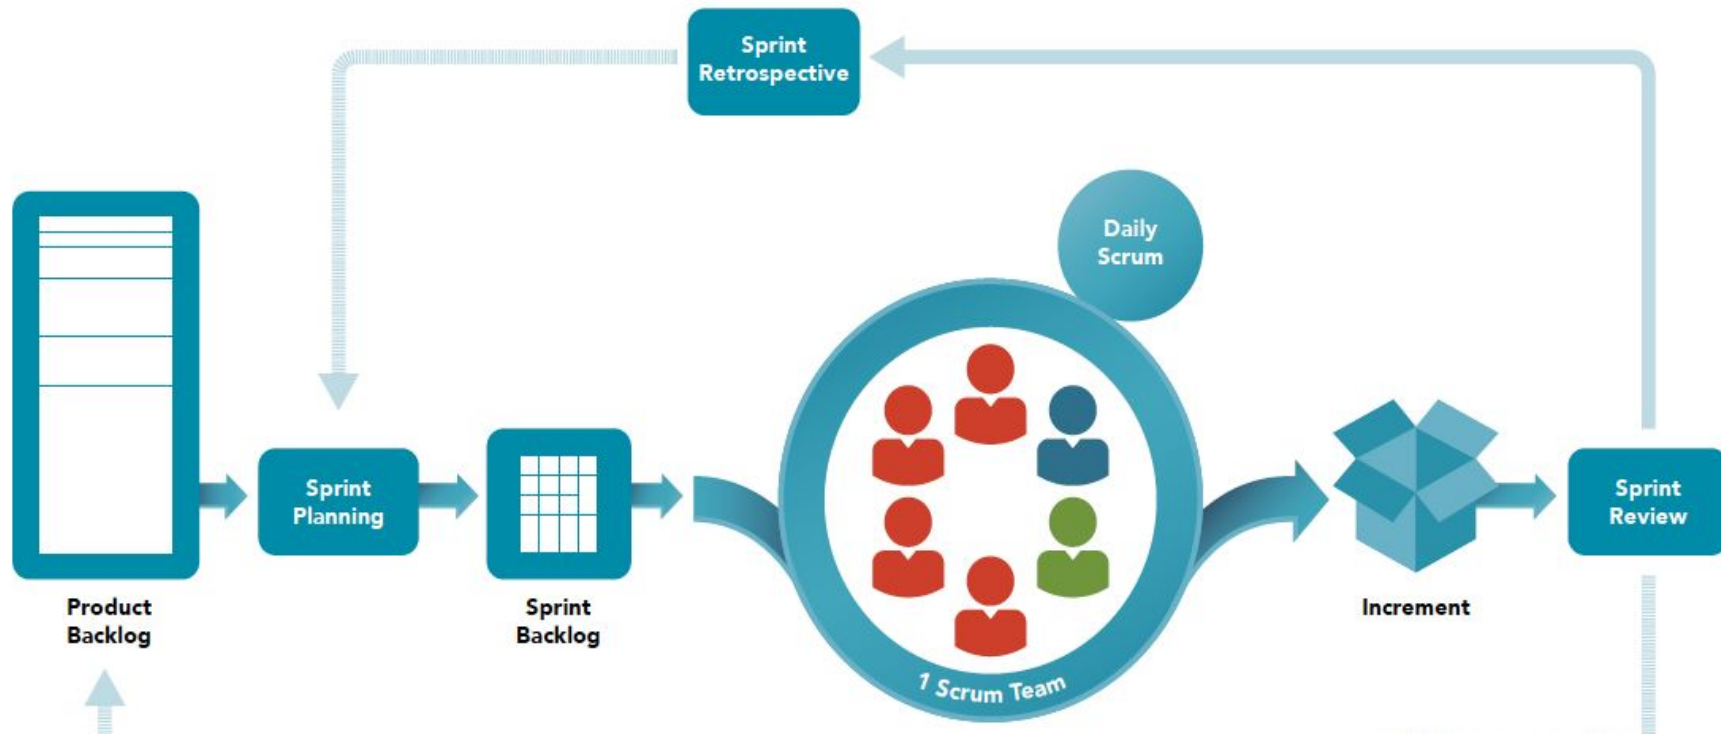 Sprint
Retrospective
Daily
Scrum
Sprint
Planning
Sprint
Review
Product
Backlog
Sprint
Backlog
1 Scrum Team
Increment